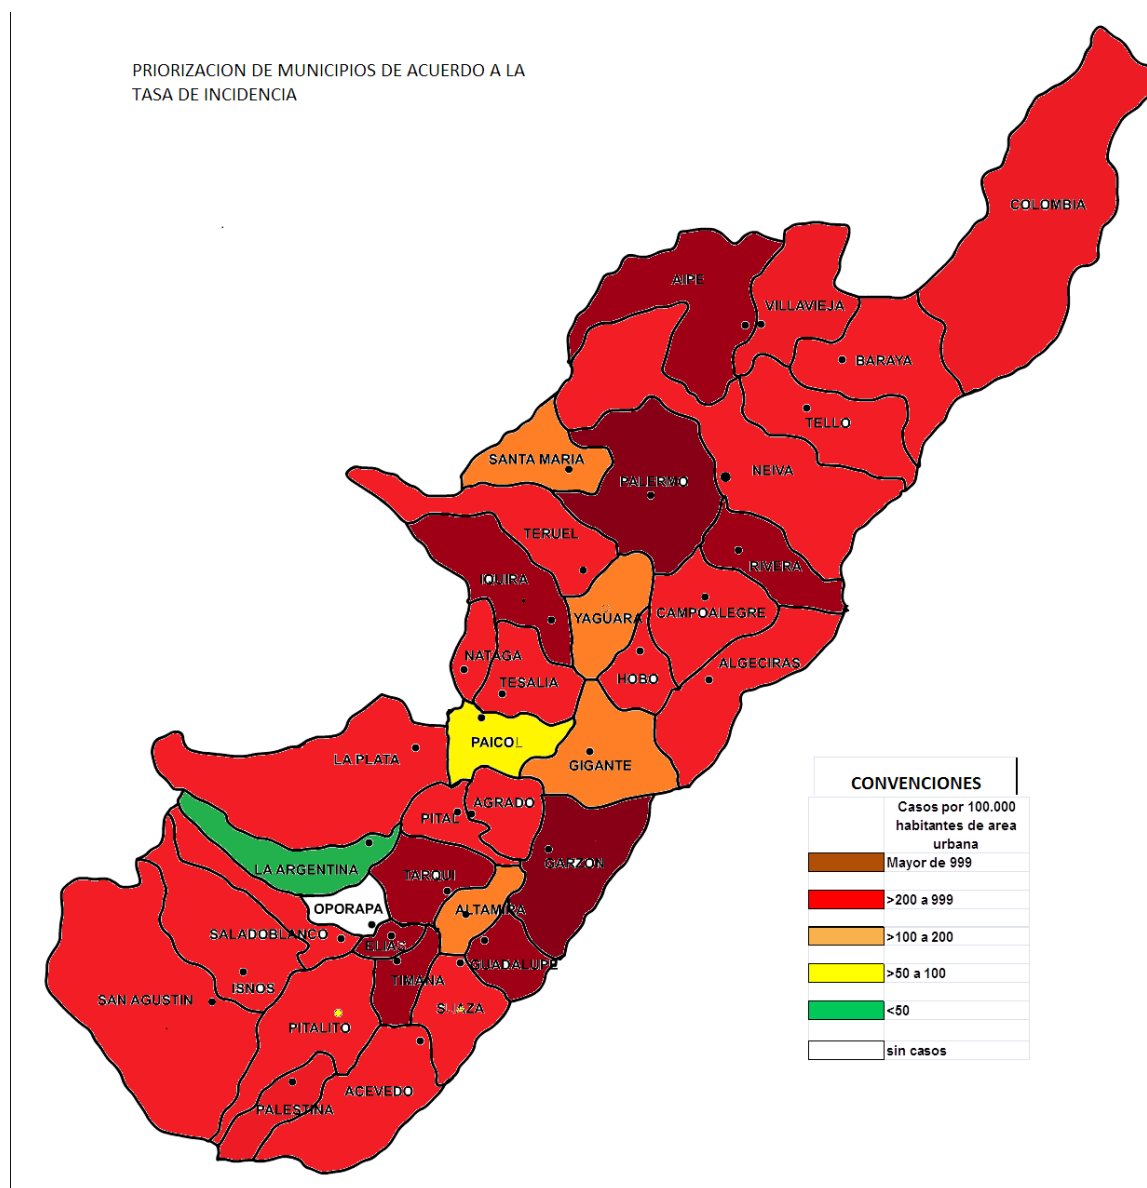 PRIORIZACION DE MUNICIPIOS DE ACUERDO A LA
TASA DE INCIDENCIA
COLOMBIA
AIPE
VILLAVIEJA
BARAYA
TELLO
SANTA MARIA
NEIVA
PALERMO
TERUEL
RIVERA
IQUIRA
YAGUARA
CAMPOALEGRE
NATAGA
ALGECIRAS
TESALIA
HOBO
PAICOL
LA PLATA
GIGANTE
AGRADO
PITAL
GARZON
LA ARGENTINA
TARQUI
OPORAPA
ALTAMIRA
SALADOBLANCO
ELIAS
GUADALUPE
TIMANA
ISNOS
SAN AGUSTIN
SUAZA
PITALITO
ACEVEDO
PALESTINA
CONVENCIONES
Casos por 100.000
habitantes de area
urbana
Mayor de 999
>200 a 999
>100 a 200
>50 a 100
<50
sin casos